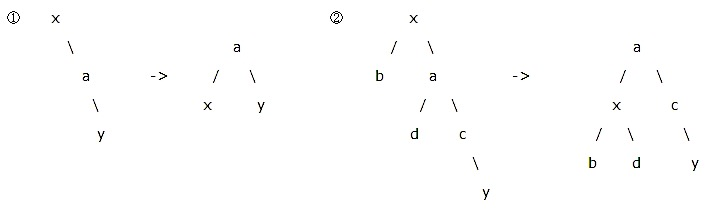 ① x ② x
\ / \
a b a a
a -> / \ / \ -> / \
\ x y d c x c
y \ / \ \
y b d y